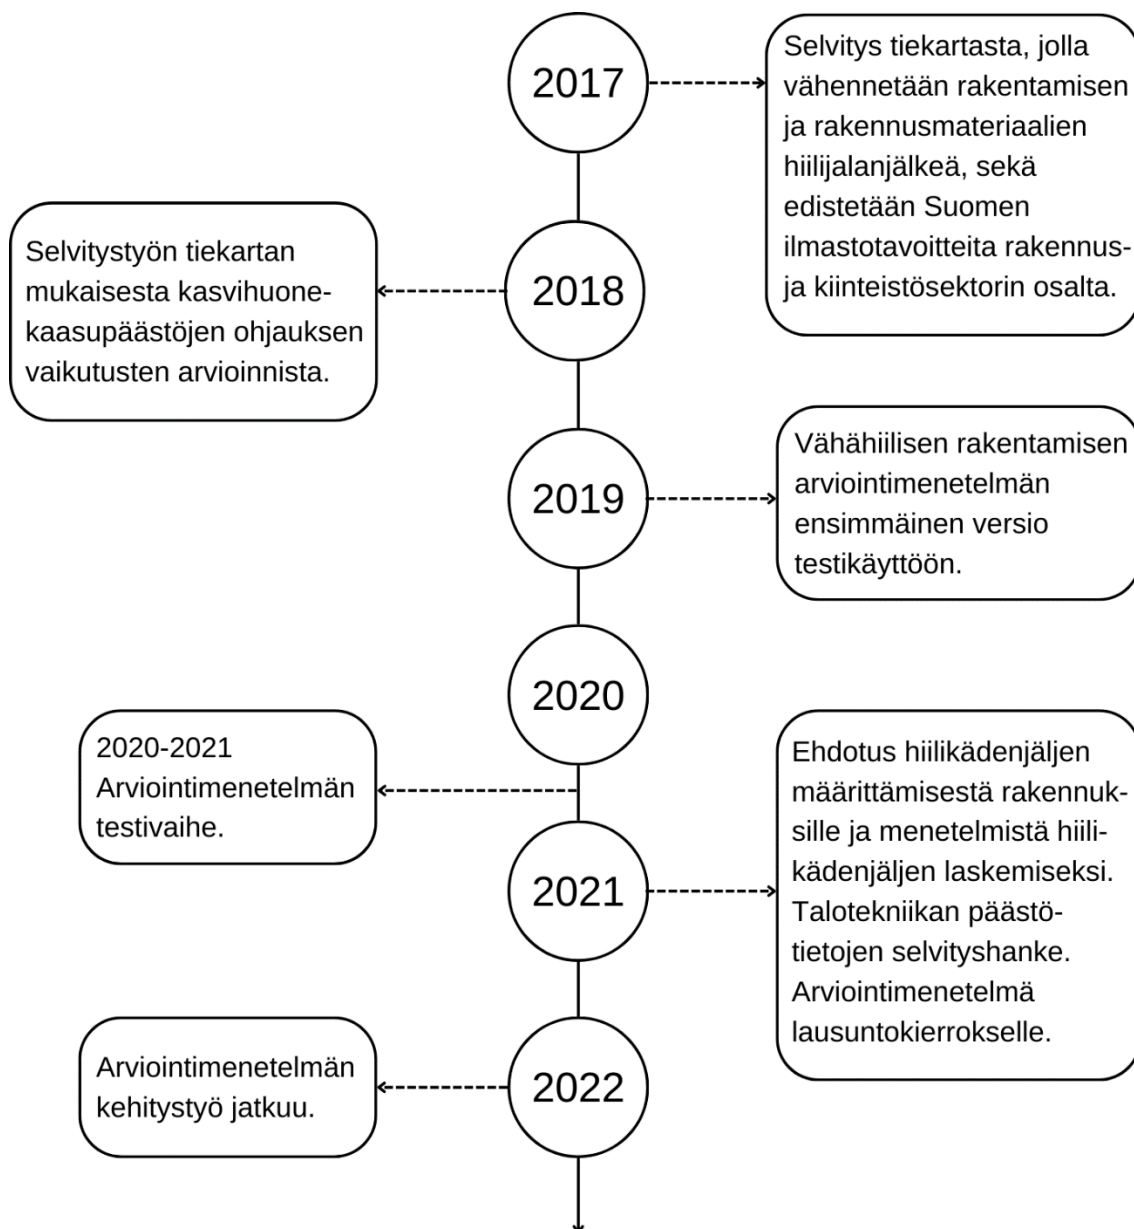 2017
Selvitys tiekartasta, jolla
vähennetään rakentamisen
ja rakennusmateriaalien
hiilijalanjälkeä, sekä
edistetään Suomen
ilmastotavoitteita rakennus-
ja kiinteistösektorin osalta.
2018
Selvitystyön tiekartan
mukaisesta kasvihuone-
kaasupäästöjen ohjauksen
vaikutusten arvioinnista.
2019
Vähähiilisen rakentamisen
arviointimenetelmän
ensimmäinen versio
testikäyttöön.
2020
2020-2021
Arviointimenetelmän
testivaihe.
2021
Ehdotus hiilikädenjäljen
määrittämisestä rakennuk-
sille ja menetelmistä hiili-
kädenjäljen laskemiseksi.
Talotekniikan päästö-
tietojen selvityshanke.
Arviointimenetelmä
lausuntokierrokselle.
2022
Arviointimenetelmän
kehitystyö jatkuu.